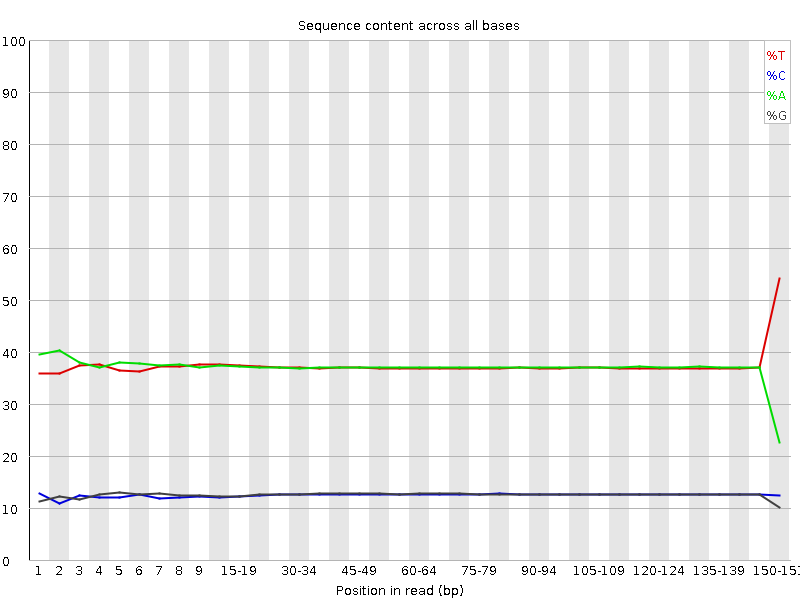 Sequence content across all bases
100
90
80
70
60
50
40
30
20
10
0
%T
%C
%A
%G
1 2 3 4 5 6 7 8 9 15-19 30-34 45-49 60-64 75-79 90-94 105-109 120-124 135-139 150-151
Position in read (bp)